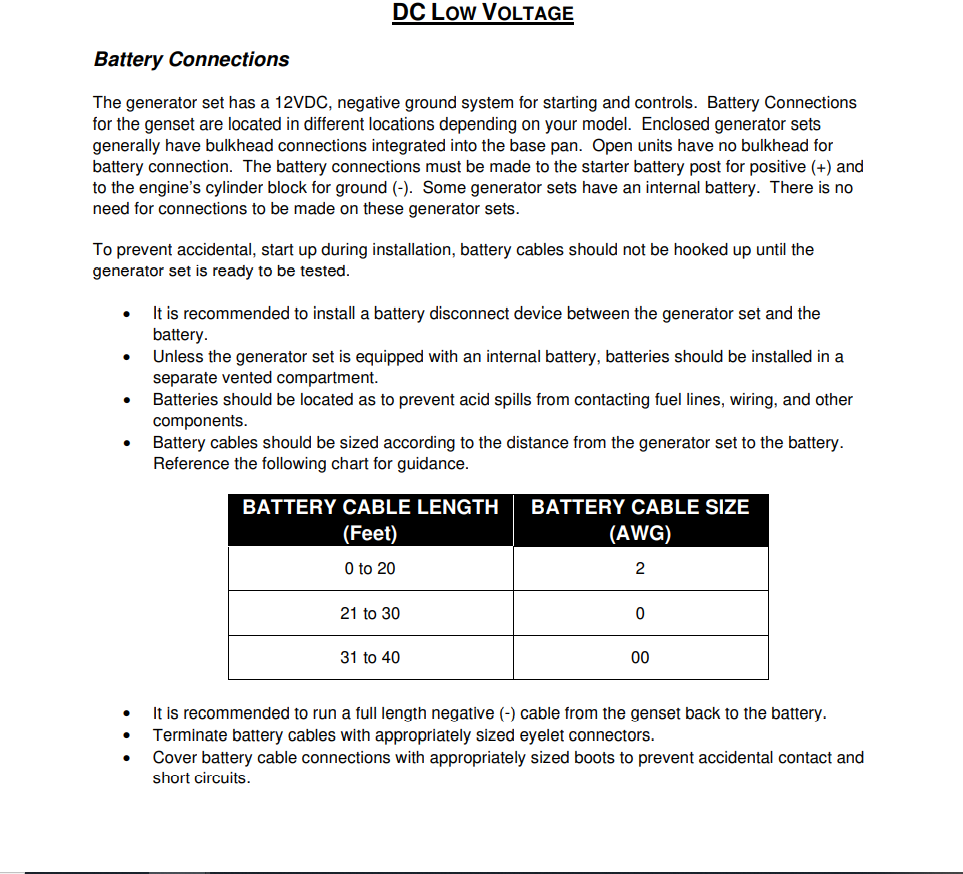 DC LOW VOLTAGE
Battery Connections
The generator set has a 12VDC, negative ground system for starting and controls.  Battery Connections
for the genset are located in different locations depending on your model.  Enclosed generator sets
generally have bulkhead connections integrated into the base pan.  Open units have no bulkhead for
battery connection.  The battery connections must be made to the starter battery post for positive (+) and
to the engine's cylinder block for ground (-).  Some generator sets have an internal battery.  There is no
need for connections to be made on these generator sets.
To prevent accidental, start up during installation, battery cables should not be hooked up until the
generator set is ready to be tested.
• It is recommended to install a battery disconnect device between the generator set and the
battery.
• Unless the generator set is equipped with an internal battery, batteries should be installed in a
separate vented compartment.
• Batteries should be located as to prevent acid spills from contacting fuel lines, wiring, and other
components.
• Battery cables should be sized according to the distance from the generator set to the battery.
Reference the following chart for guidance.
BATTERY CABLE LENGTH BATTERY CABLE SIZE
(Feet) (AWG)
0 to 20 2
21 to 30 0
31 to 40 00
• It is recommended to run a full length negative (-) cable from the genset back to the battery.
• Terminate battery cables with appropriately sized eyelet connectors.
• Cover battery cable connections with appropriately sized boots to prevent accidental contact and
short circuits.